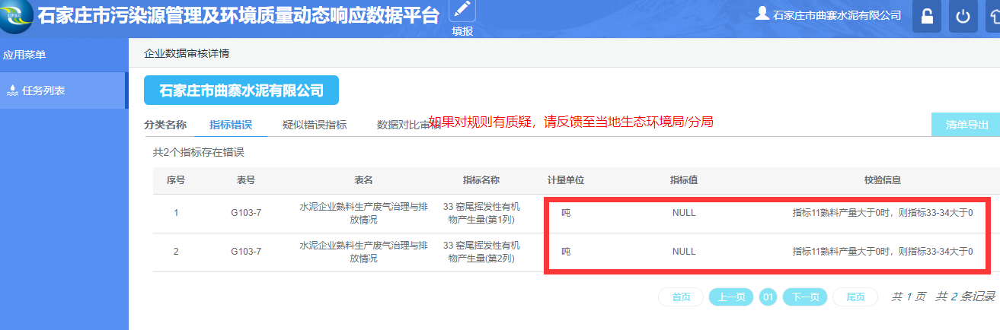 石家庄市污染源管理及环境质量动态响应数据平台
填报
石家庄市曲寨水泥有限公司
应用菜单
任务列表
企业数据审核详情
石家庄市曲寨水泥有限公司
分类名称 指标错误 疑似错误指标 数据对比审核
如果对规则有质疑，请反馈至当地生态环境局/分局
清单导出
共2个指标存在错误
序号 表号 表名 指标名称 计量单位 指标值 校验信息
1 G103-7 水泥企业熟料生产废气治理与排放情况 33 窑尾挥发性有机物产生量(第1列) 吨 NULL 指标11熟料产量大于0时，则指标33-34大于0
2 G103-7 水泥企业熟料生产废气治理与排放情况 33 窑尾挥发性有机物产生量(第2列) 吨 NULL 指标11熟料产量大于0时，则指标33-34大于0
首页 上一页 01 下一页 尾页 共 1 页 共 2 条记录